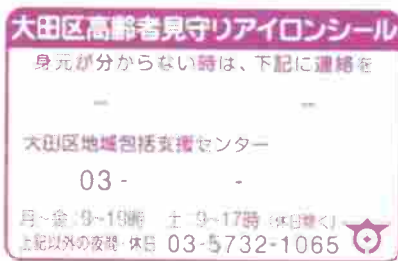 大田区高齢者見守りアイロンシール
身元が分からない時は、下記に連絡を
– –
大田区地域包括支援センター
03 - -
月～金:9～19時 土:9～17時(休日除く)
上記以外の夜間・休日 03-5732-1065